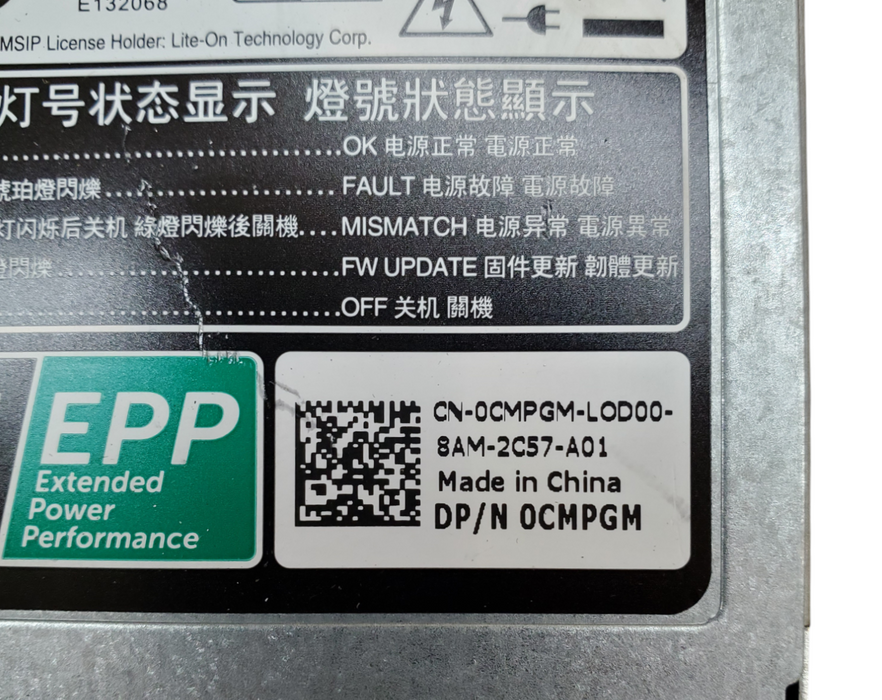 E132068
MSIP License Holder: Lite-On Technology Corp.
灯号状态显示 燈號狀態顯示
OK 电源正常 電源正常
號珀燈閃爍 FAULT 电源故障 電源故障
灯闪烁后关机 綠燈閃爍後關機 MISMATCH 电源异常 電源異常
燈閃爍 FW UPDATE 固件更新 韌體更新
OFF 关机 關機
EPP
Extended
Power
Performance
CN-0CMPGM-LOD00-
8AM-2C57-A01
Made in China
DP/N 0CMPGM